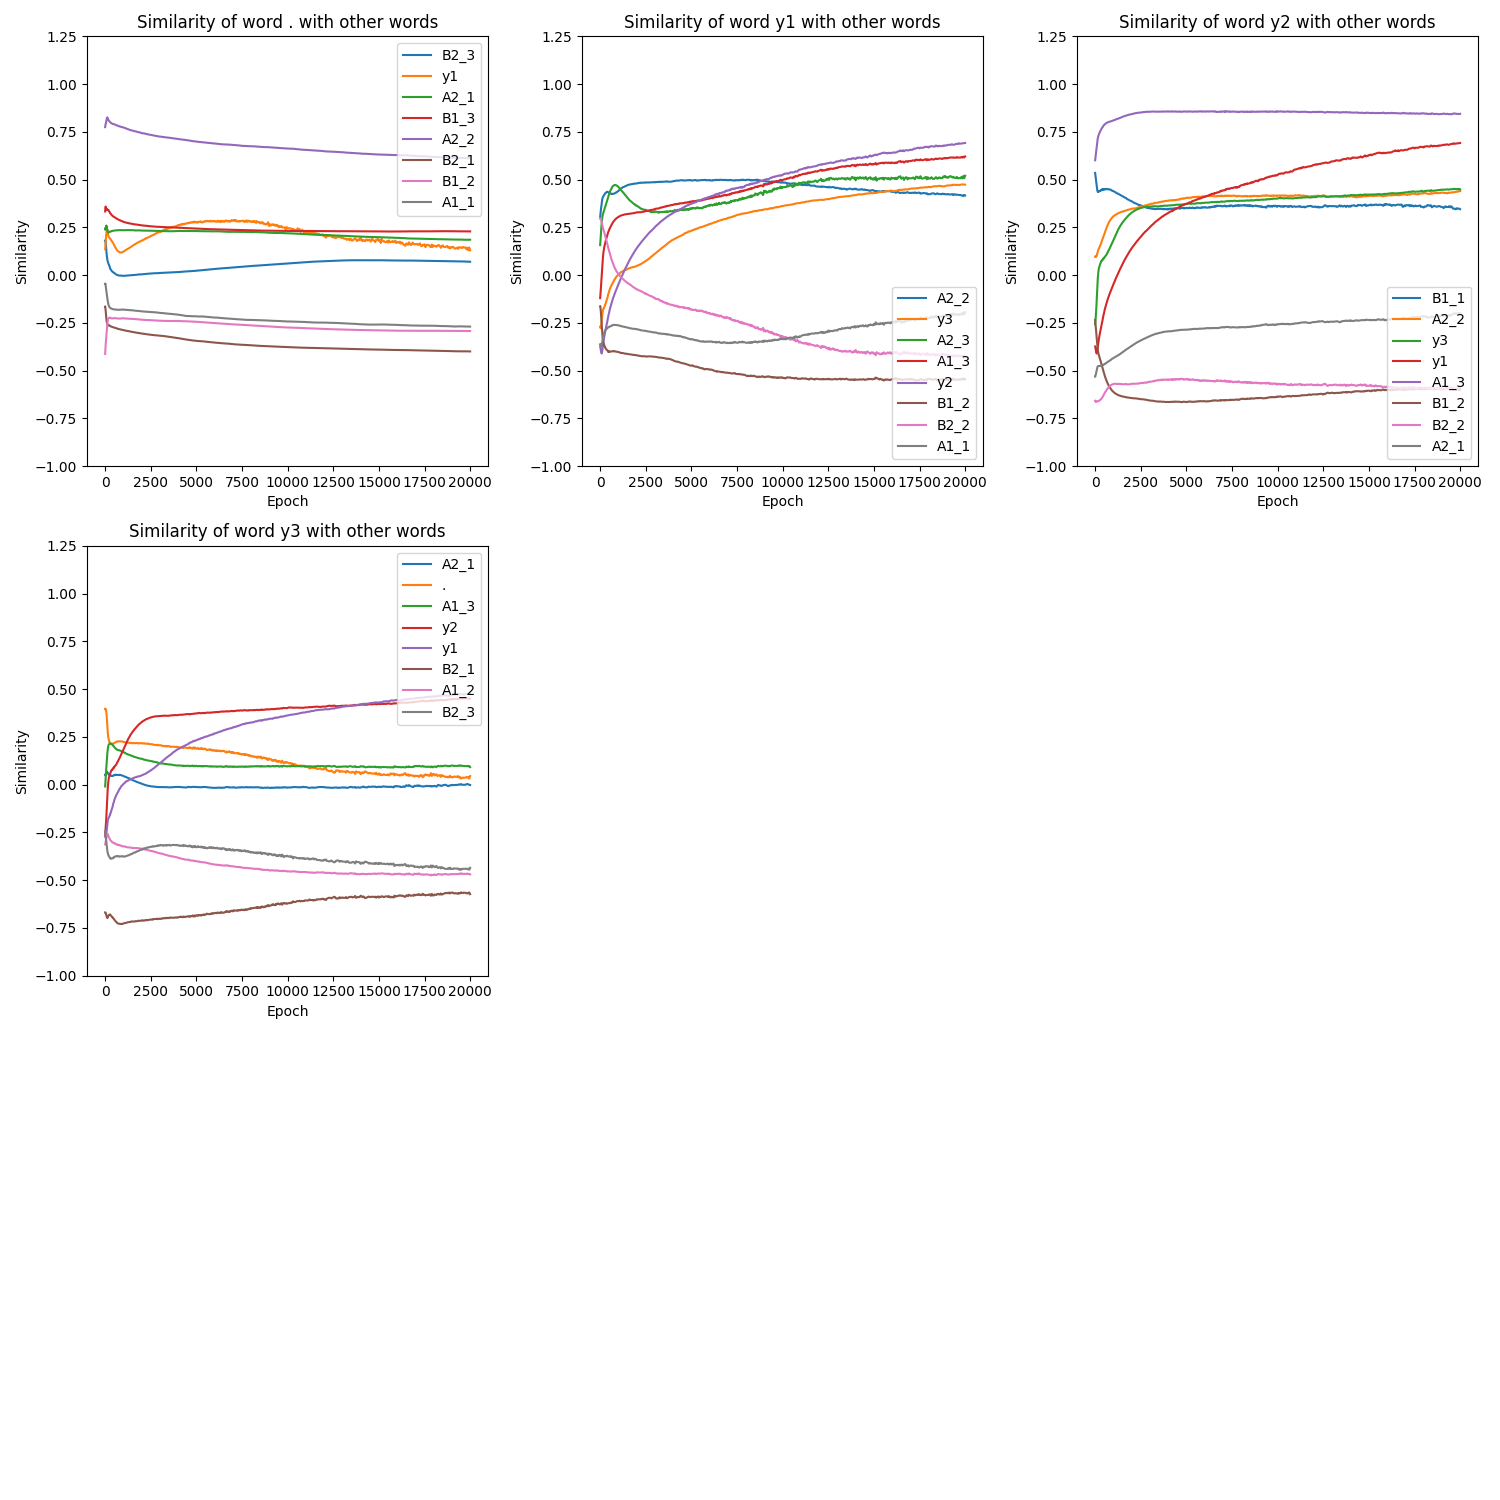 Similarity of word . with other words
1.25
1.00
0.75
0.50
0.25
0.00
−0.25
−0.50
−0.75
−1.00
Similarity
0 2500 5000 7500 10000 12500 15000 17500 20000
Epoch
B2_3
y1
A2_1
B1_3
A2_2
B2_1
B1_2
A1_1
Similarity of word y1 with other words
1.25
1.00
0.75
0.50
0.25
0.00
−0.25
−0.50
−0.75
−1.00
Similarity
0 2500 5000 7500 10000 12500 15000 17500 20000
Epoch
A2_2
y3
A2_3
A1_3
y2
B1_2
B2_2
A1_1
Similarity of word y2 with other words
1.25
1.00
0.75
0.50
0.25
0.00
−0.25
−0.50
−0.75
−1.00
Similarity
0 2500 5000 7500 10000 12500 15000 17500 20000
Epoch
B1_1
A2_2
y3
y1
A1_3
B1_2
B2_2
A2_1
Similarity of word y3 with other words
1.25
1.00
0.75
0.50
0.25
0.00
−0.25
−0.50
−0.75
−1.00
Similarity
0 2500 5000 7500 10000 12500 15000 17500 20000
Epoch
A2_1
.
A1_3
y2
y1
B2_1
A1_2
B2_3